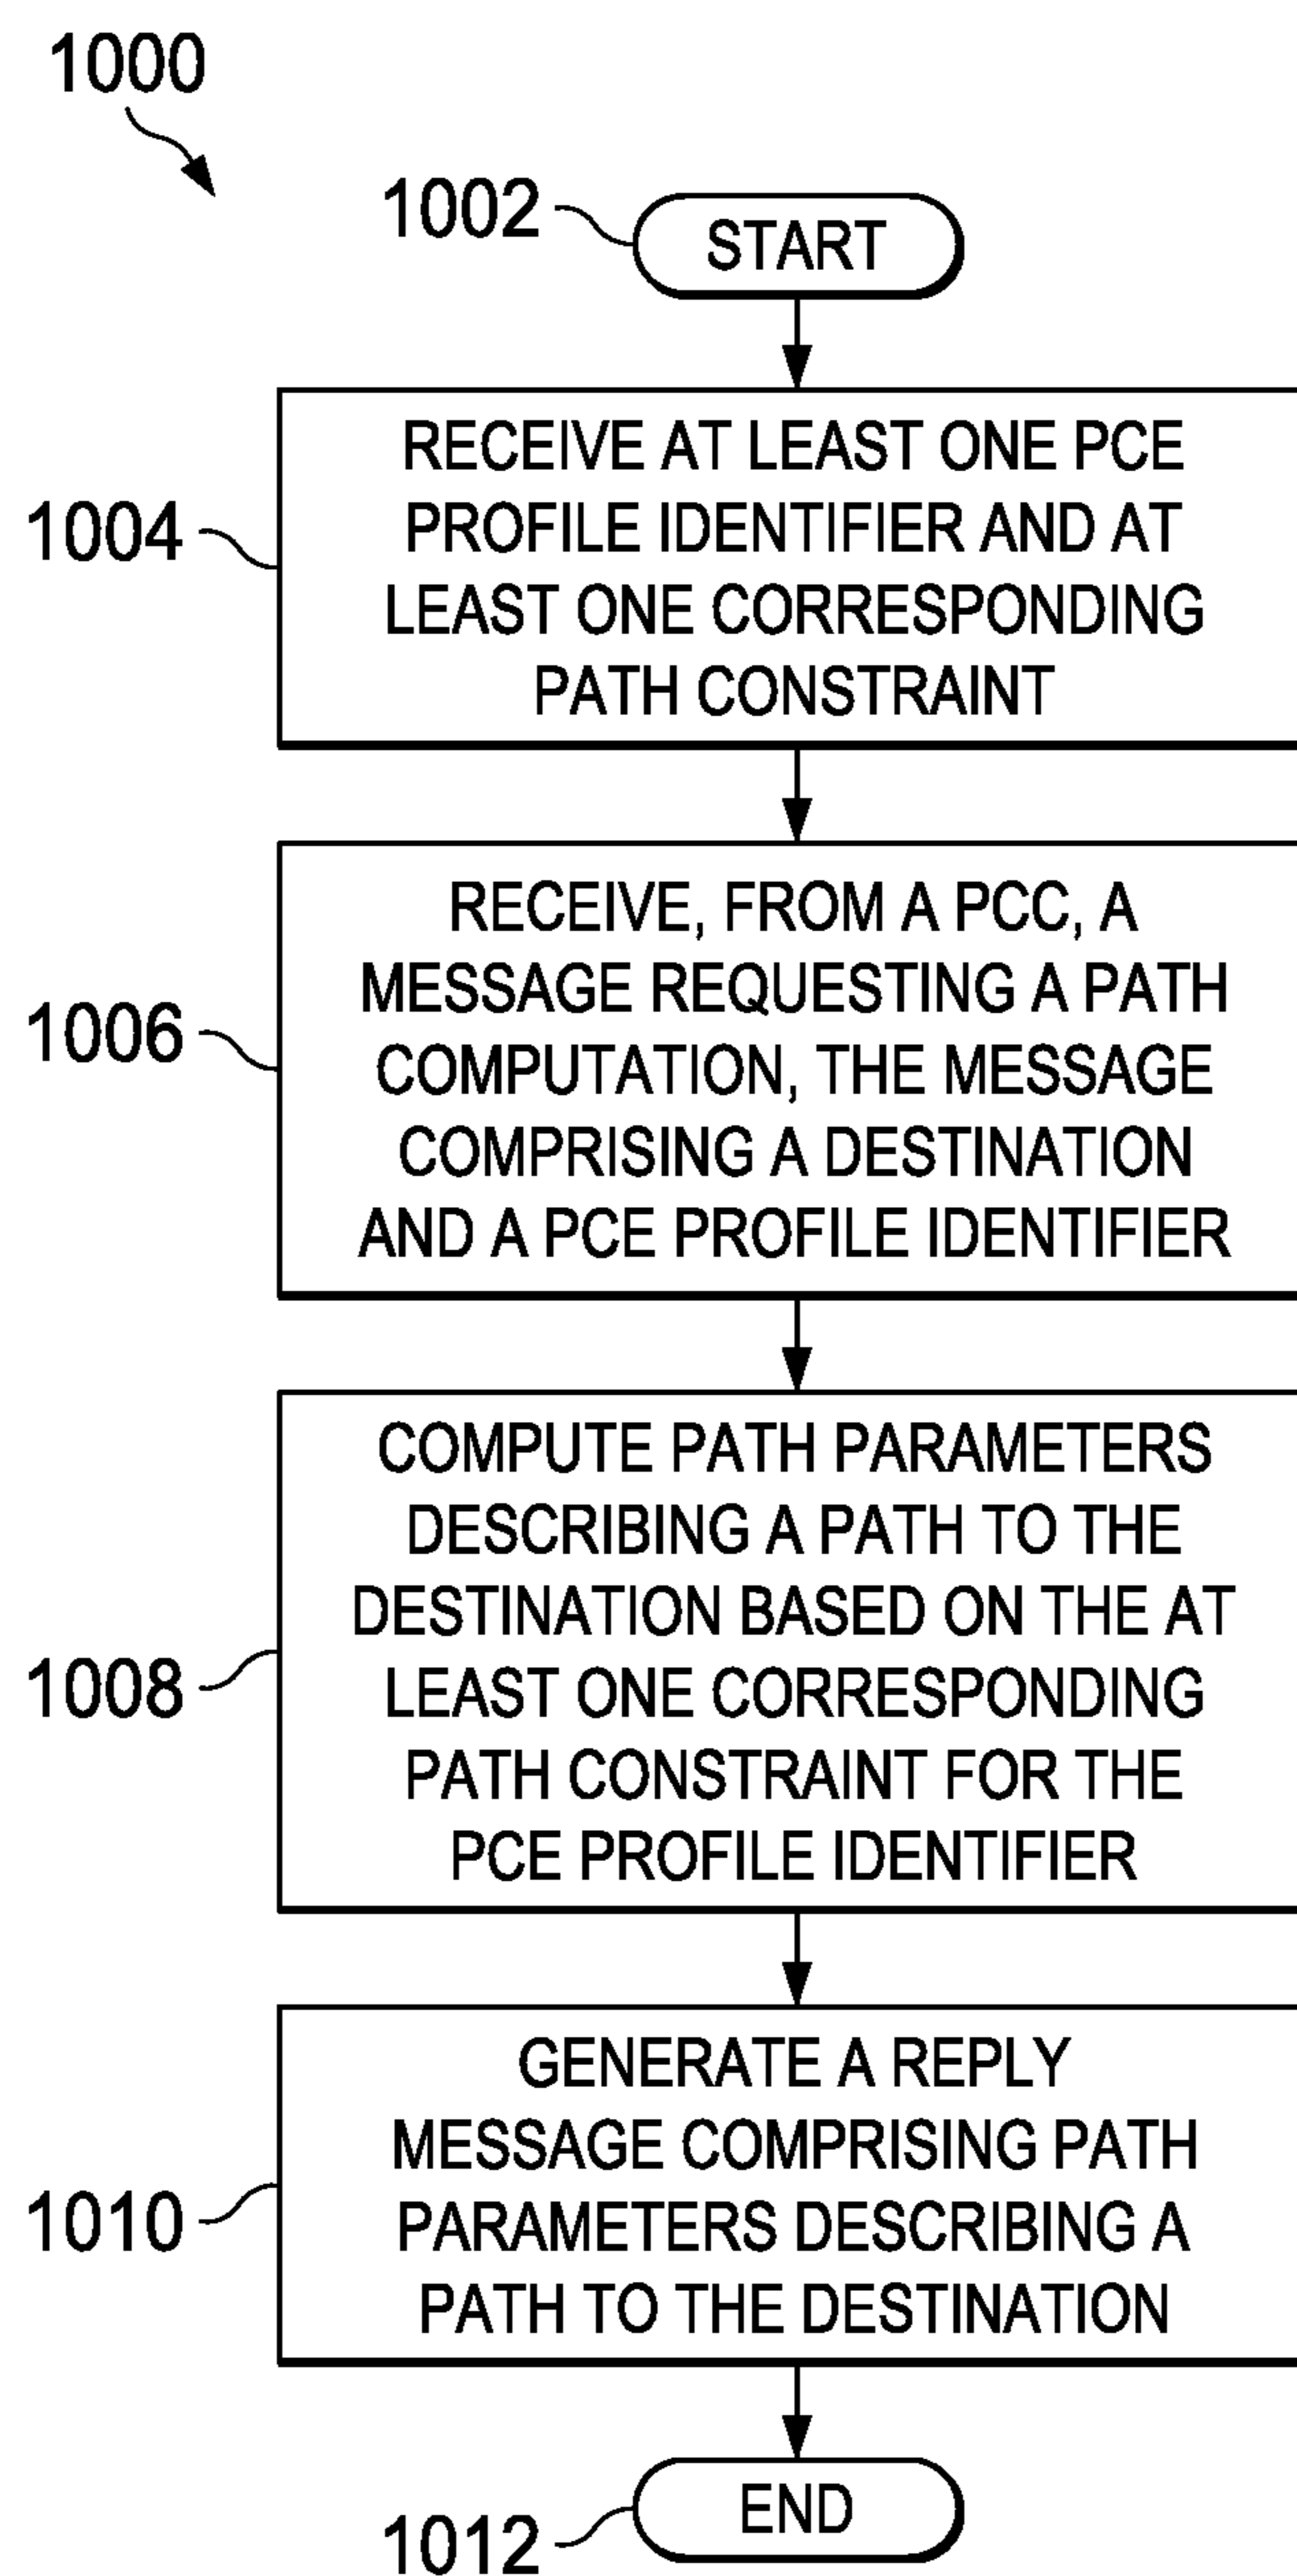 1000
1002
START
1004
RECEIVE AT LEAST ONE PCE
PROFILE IDENTIFIER AND AT
LEAST ONE CORRESPONDING
PATH CONSTRAINT
1006
RECEIVE, FROM A PCC, A
MESSAGE REQUESTING A PATH
COMPUTATION, THE MESSAGE
COMPRISING A DESTINATION
AND A PCE PROFILE IDENTIFIER
1008
COMPUTE PATH PARAMETERS
DESCRIBING A PATH TO THE
DESTINATION BASED ON THE AT
LEAST ONE CORRESPONDING
PATH CONSTRAINT FOR THE
PCE PROFILE IDENTIFIER
1010
GENERATE A REPLY
MESSAGE COMPRISING PATH
PARAMETERS DESCRIBING A
PATH TO THE DESTINATION
1012
END